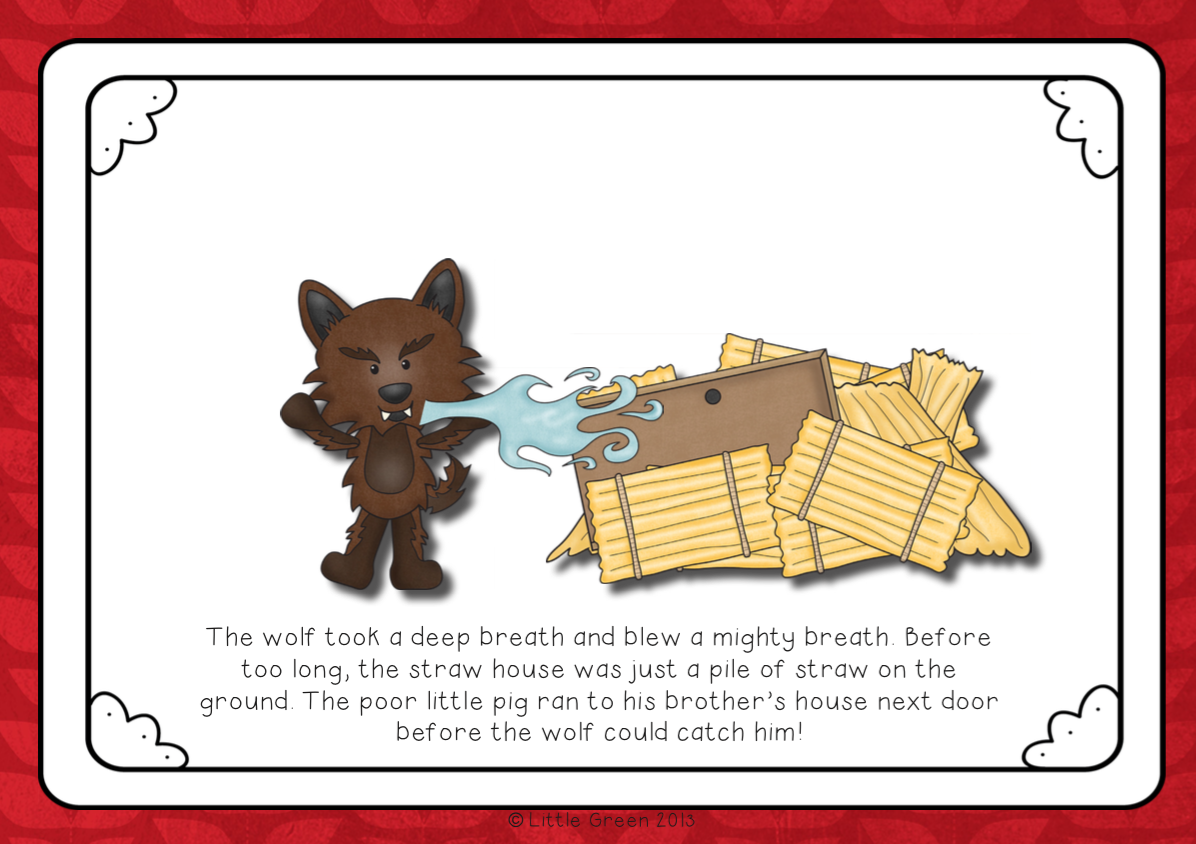 The wolf took a deep breath and blew a mighty breath. Before
too long, the straw house was just a pile of straw on the
ground. The poor little pig ran to his brother's house next door
before the wolf could catch him!
© Little Green 2013